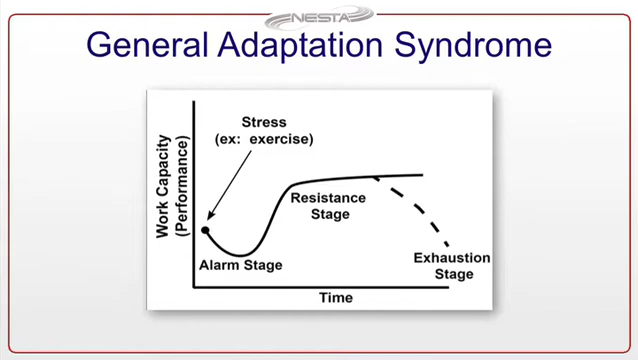 NESTA
General Adaptation Syndrome
Stress
(ex: exercise)
Work Capacity
(Performance)
Resistance
Stage
Alarm Stage
Exhaustion
Stage
Time